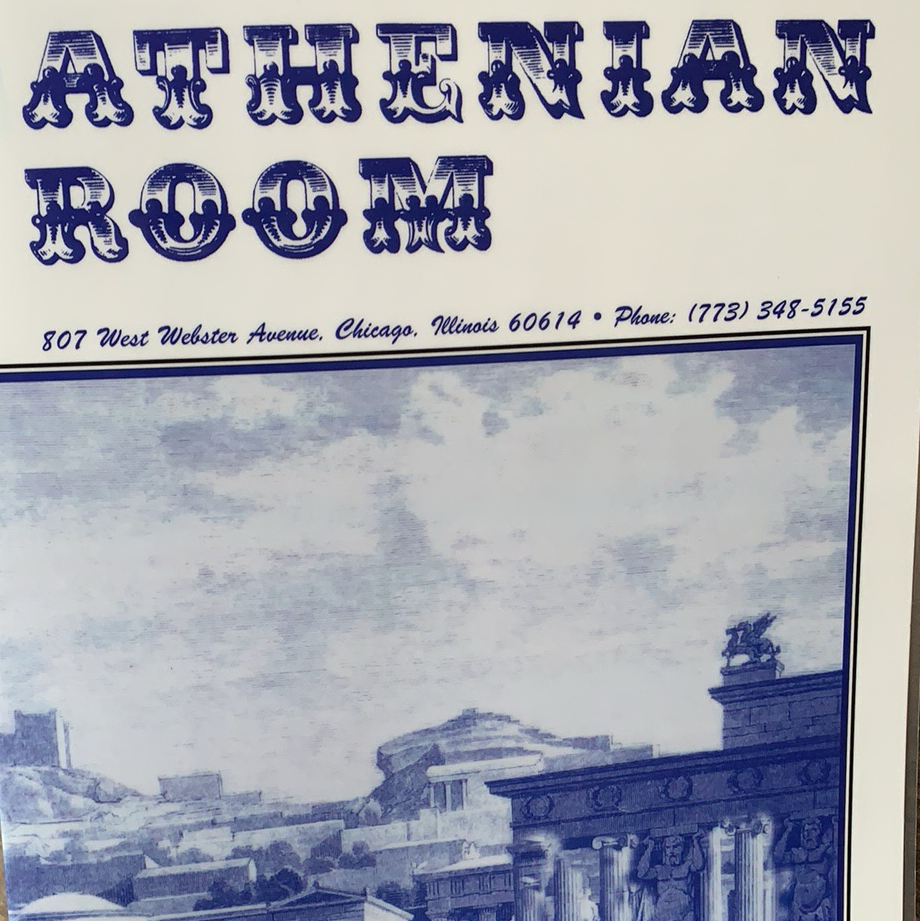 ATHENIAN
ROOM
807 West Webster Avenue, Chicago, Illinois 60614 • Phone: (773) 348-5155